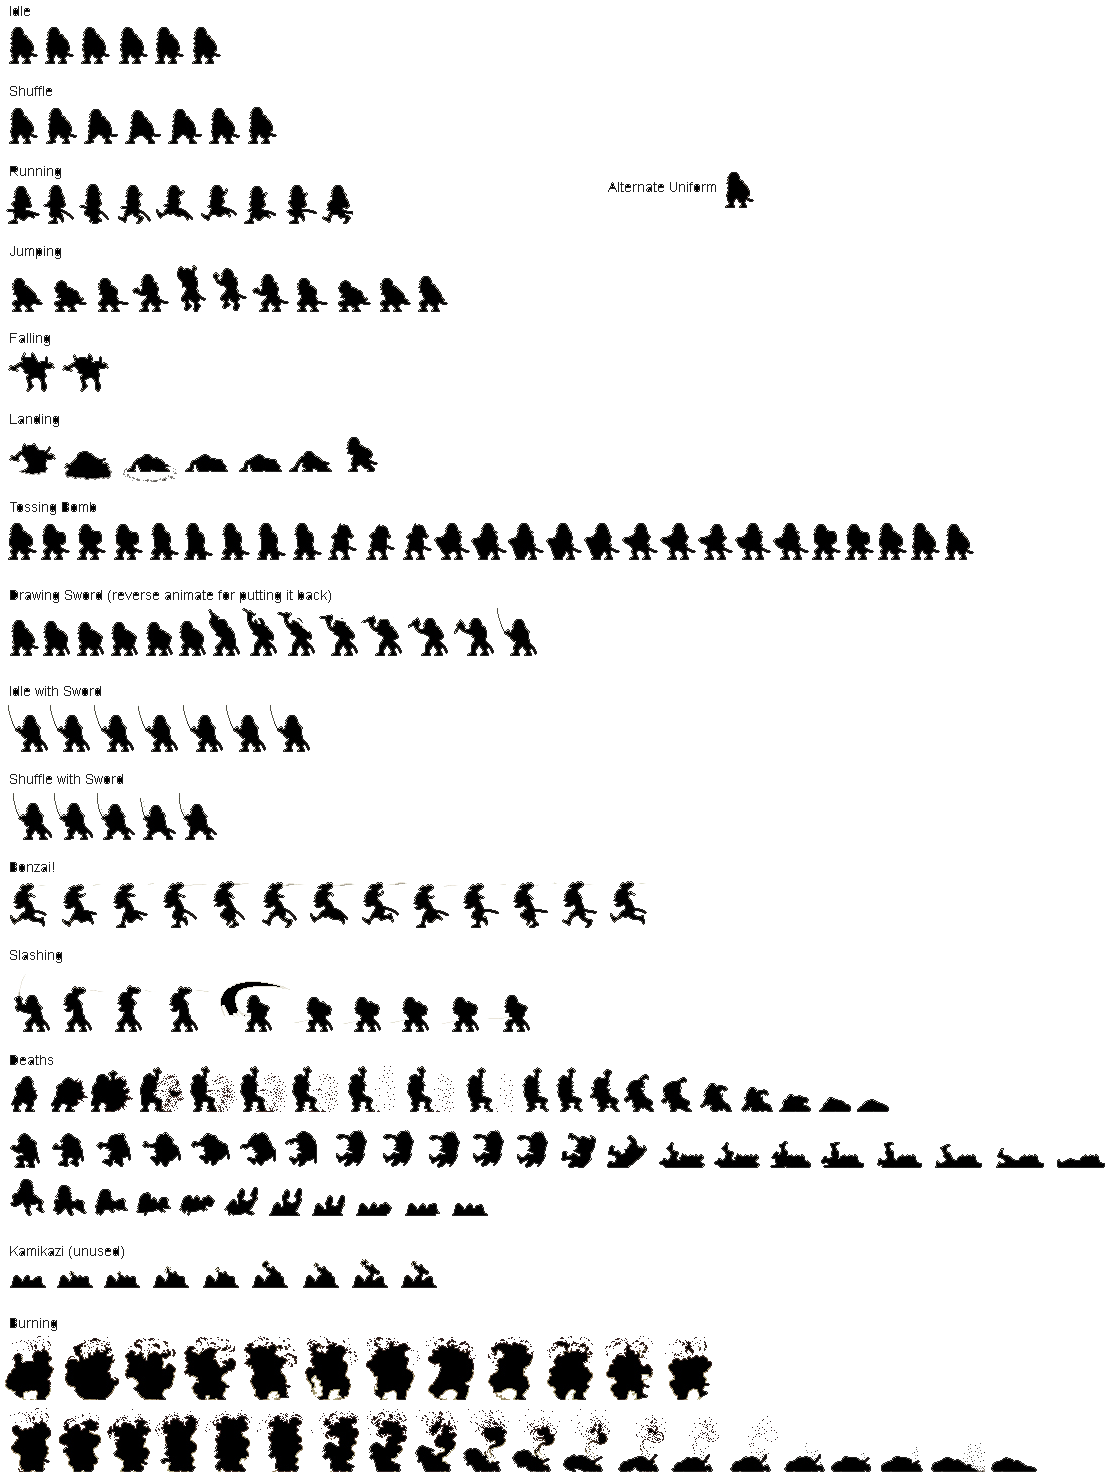 Idle
Shuffle
Running
Alternate Uniform
Jumping
Falling
Landing
Tossing Bomb
Drawing Sword (reverse animate for putting it back)
Idle with Sword
Shuffle with Sword
Bonzai!
Slashing
Deaths
Kamikazi (unused)
Burning